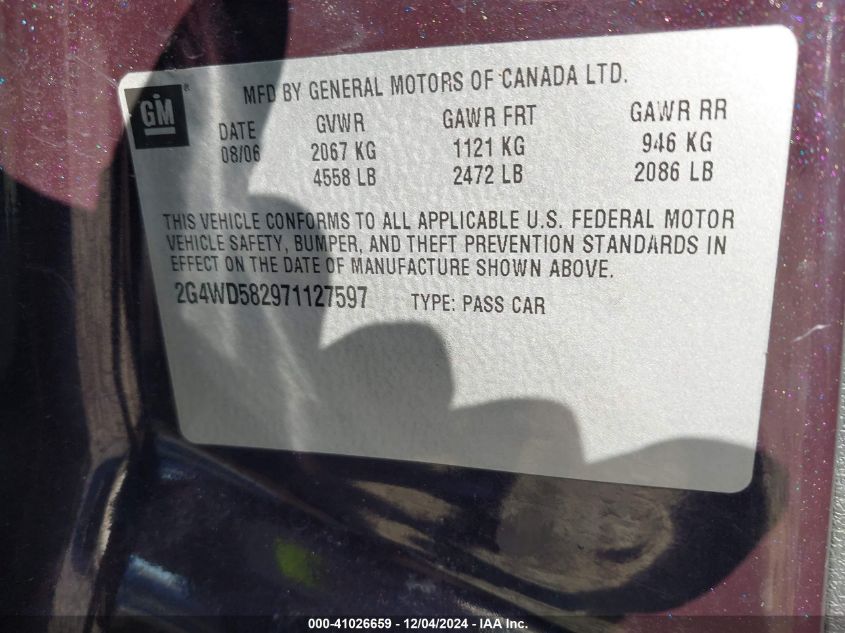 GM®
MFD BY GENERAL MOTORS OF CANADA LTD.
DATE GVWR GAWR FRT GAWR RR
08/06 2067 KG 1121 KG 946 KG
4558 LB 2472 LB 2086 LB
THIS VEHICLE CONFORMS TO ALL APPLICABLE U.S. FEDERAL MOTOR
VEHICLE SAFETY, BUMPER, AND THEFT PREVENTION STANDARDS IN
EFFECT ON THE DATE OF MANUFACTURE SHOWN ABOVE.
2G4WD582971127597 TYPE: PASS CAR
000-41026659 - 12/04/2024 - IAA Inc.